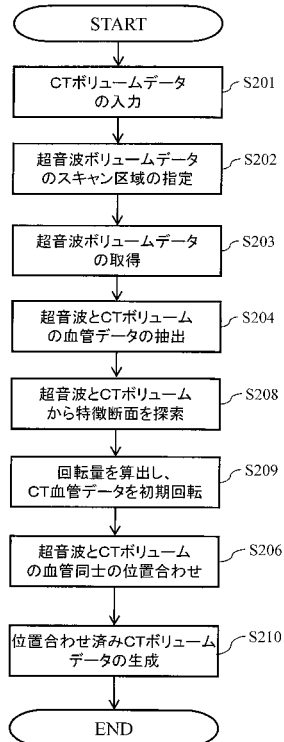 START
CTボリュームデータ
の入力
S201
超音波ボリュームデータ
のスキャン区域の指定
S202
超音波ボリュームデータ
の取得
S203
超音波とCTボリューム
の血管データの抽出
S204
超音波とCTボリューム
から特徴断面を探索
S208
回転量を算出し、
CT血管データを初期回転
S209
超音波とCTボリューム
の血管同士の位置合わせ
S206
位置合わせ済みCTボリューム
データの生成
S210
END